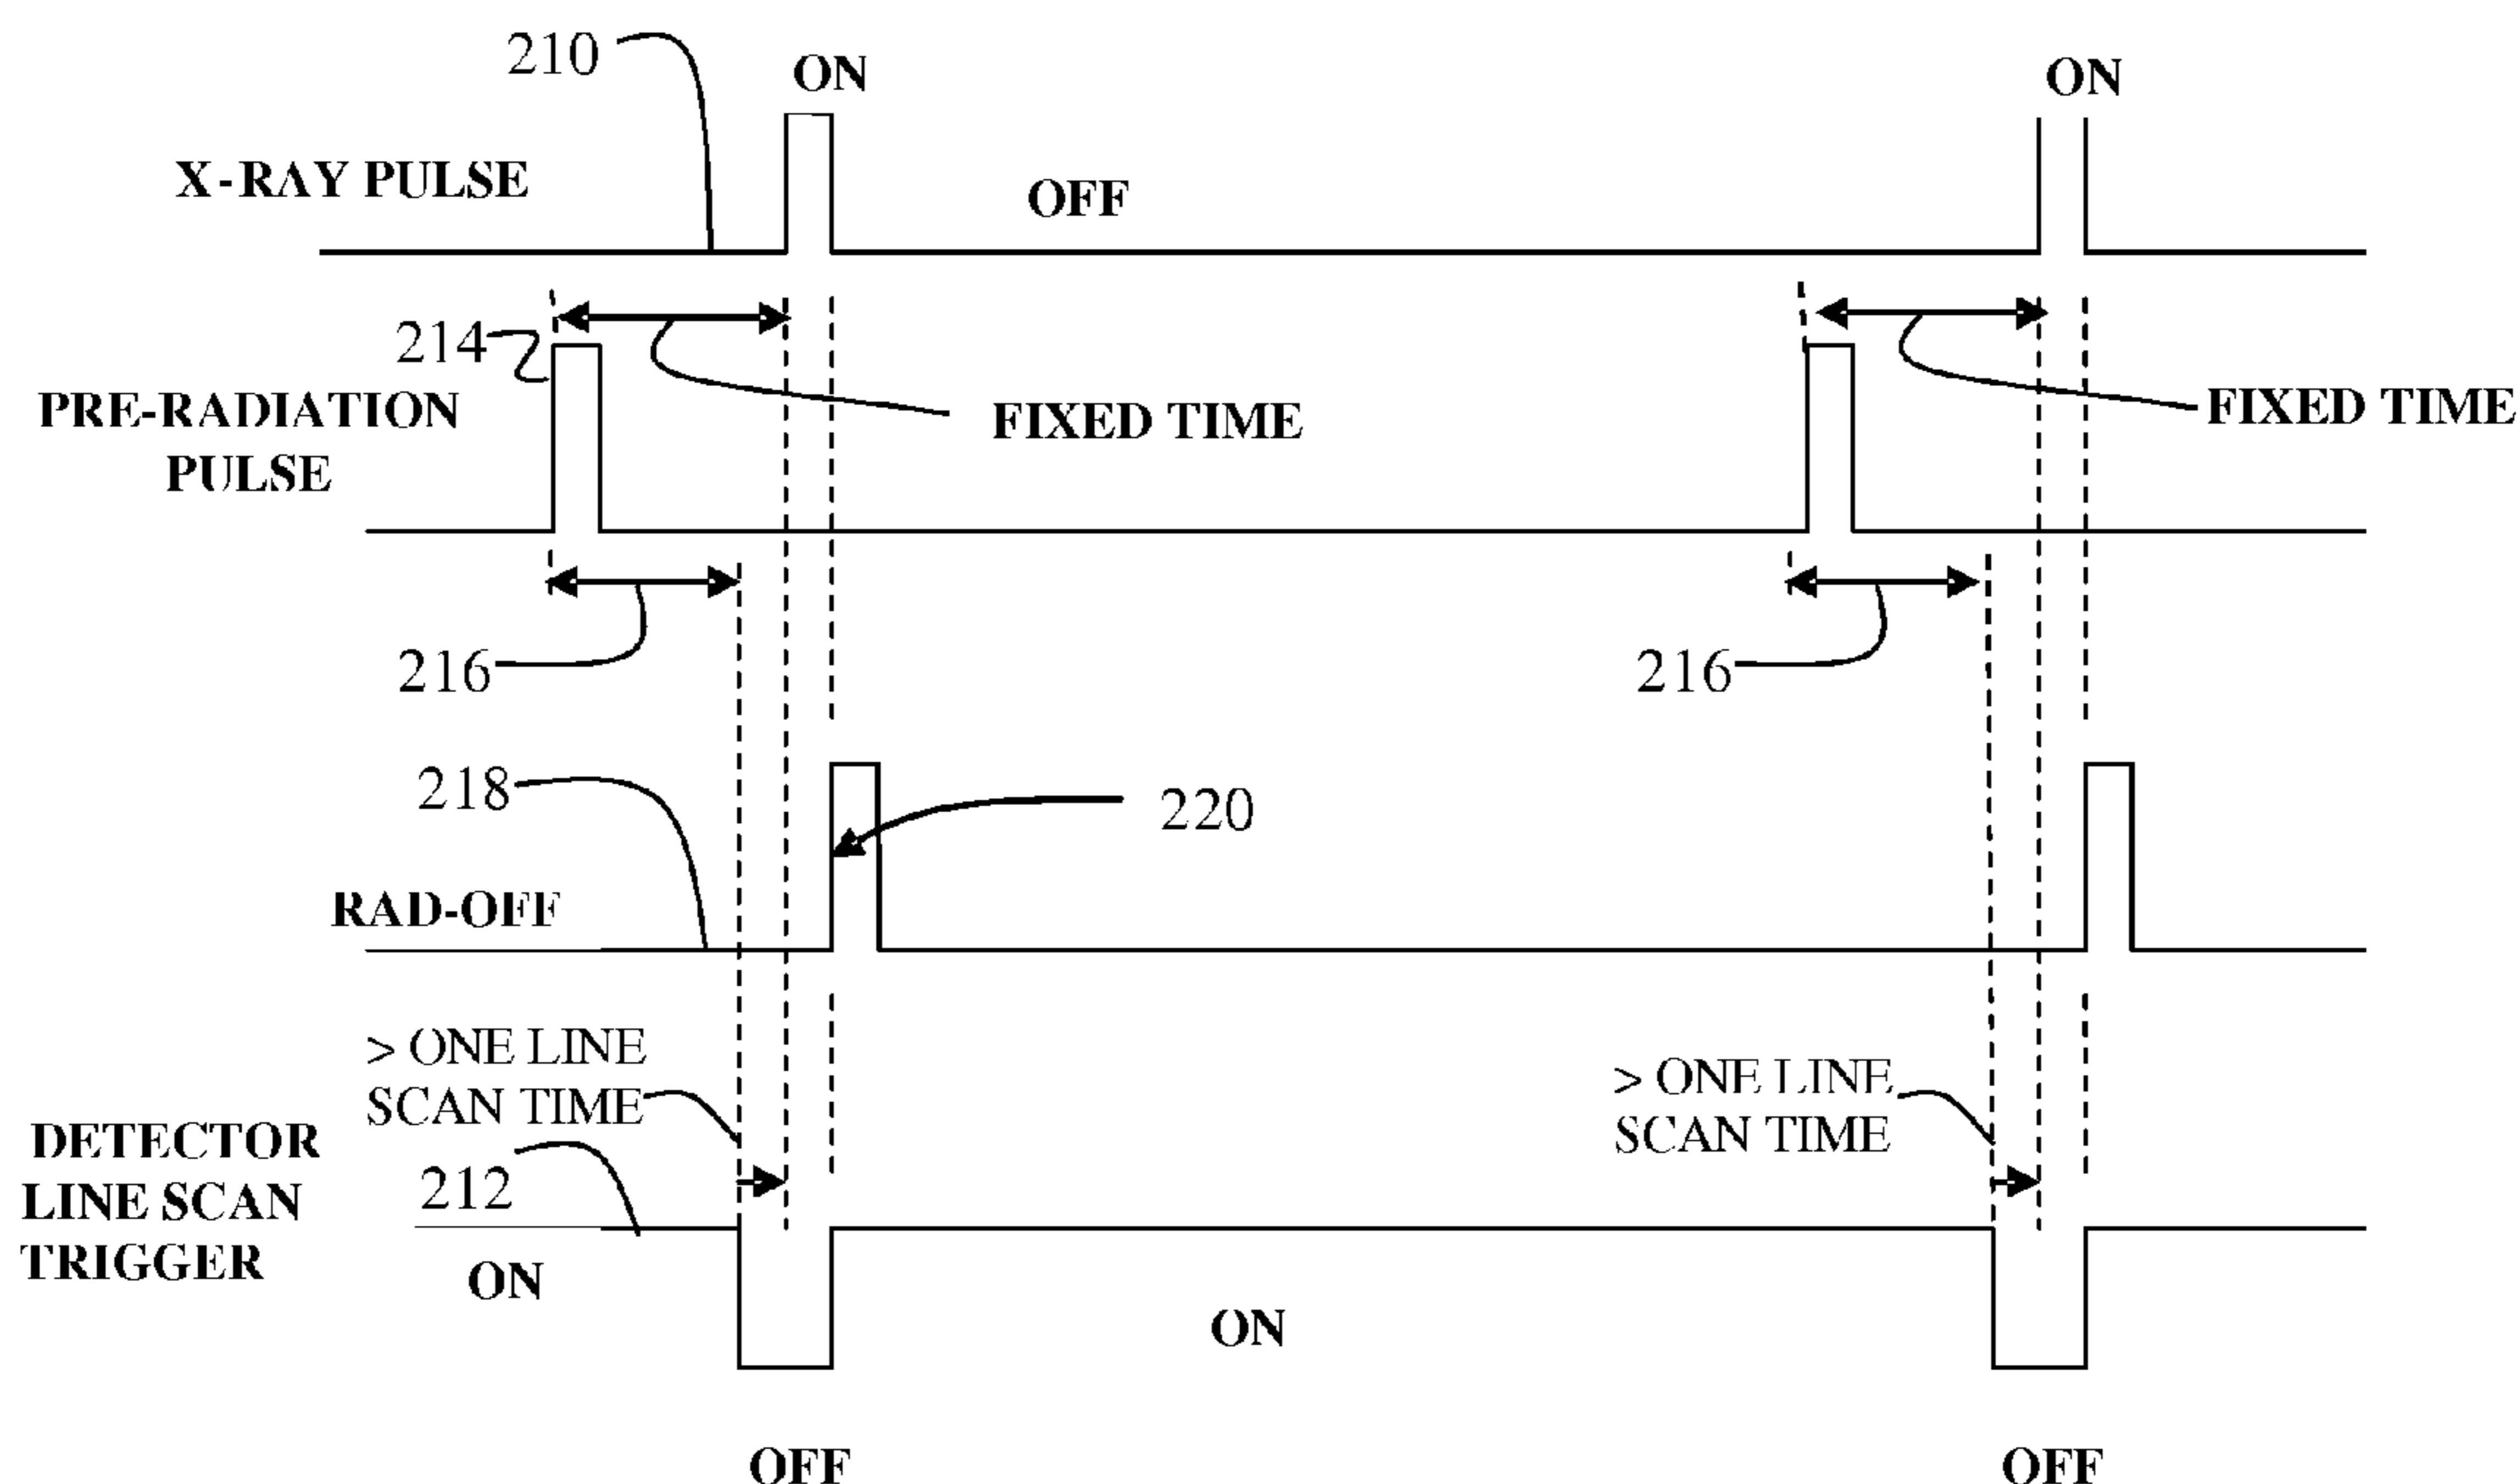 210
ON
ON
X-RAY PULSE
OFF
214
PRE-RADIATION
PULSE
FIXED TIME
FIXED TIME
216
216
218
220
RAD-OFF
> ONE LINE
SCAN TIME
> ONE LINE
SCAN TIME
DETECTOR
LINE SCAN
TRIGGER
212
ON
ON
OFF
OFF